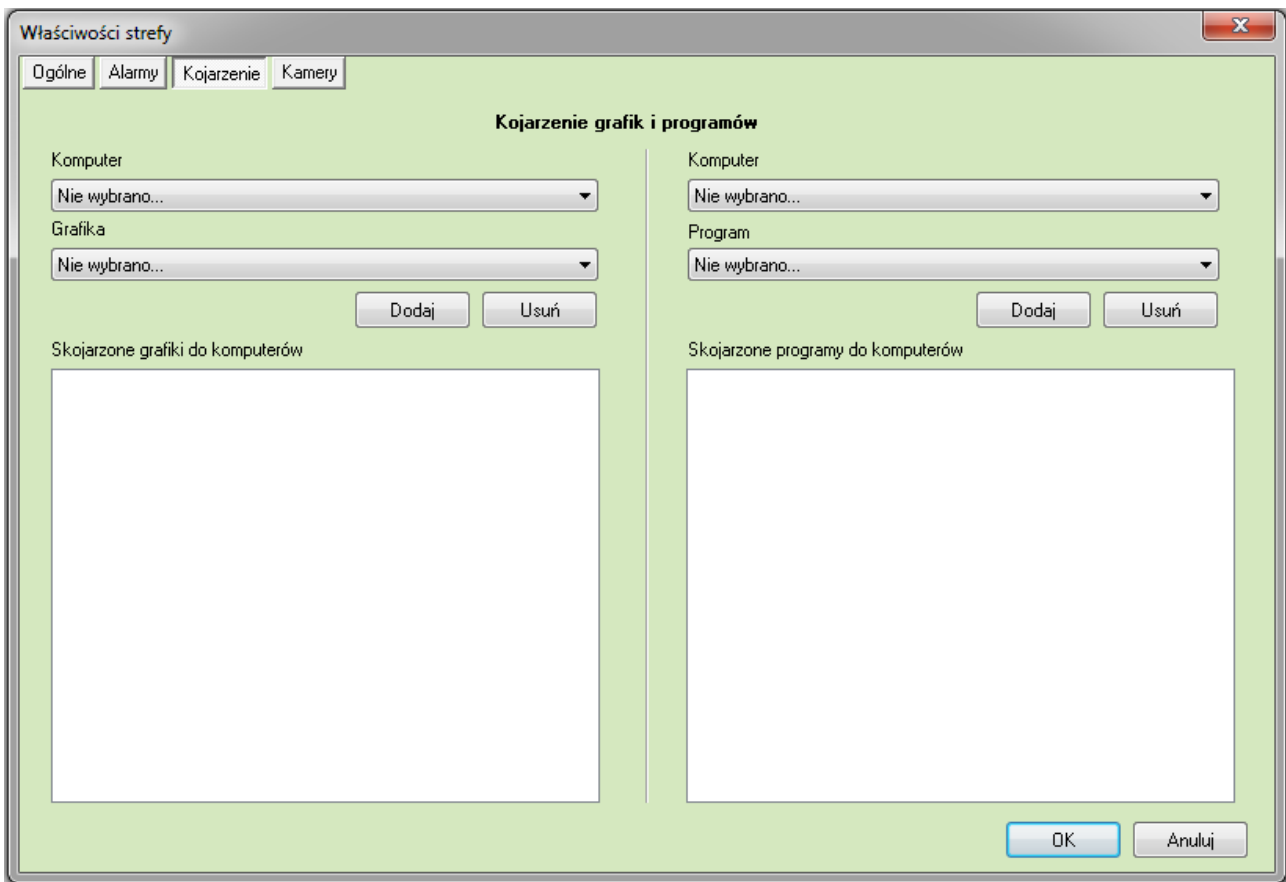 Właściwości strefy
Ogólne Alarmy Kojarzenie Kamery
Kojarzenie grafik i programów
Komputer
Nie wybrano...
Grafika
Nie wybrano...
Dodaj Usuń
Skojarzone grafiki do komputerów
Komputer
Nie wybrano...
Program
Nie wybrano...
Dodaj Usuń
Skojarzone programy do komputerów
OK Anuluj